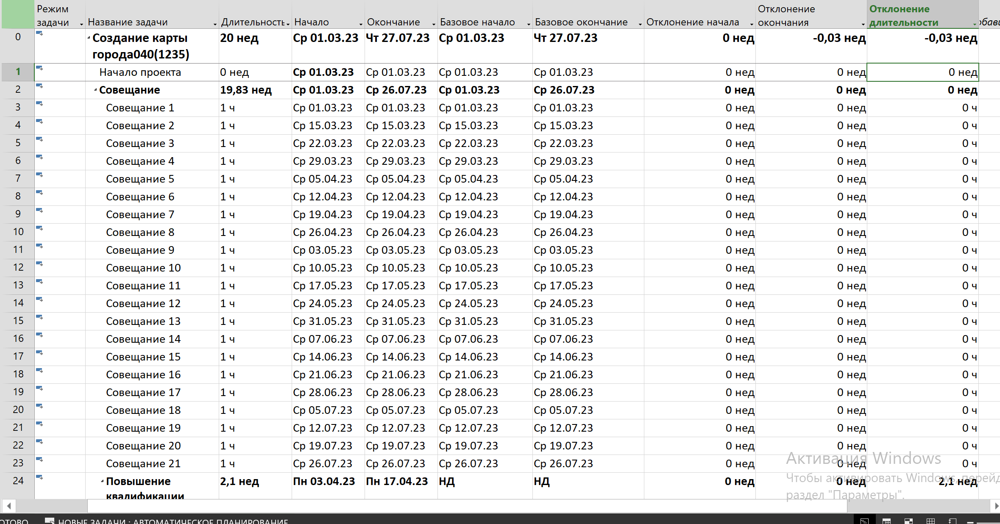 Режим задачи Название задачи Длительность Начало Окончание Базовое начало Базовое окончание Отклонение начала Отклонение окончания Отклонение длительности
0 Создание карты города040(1235) 20 нед Ср 01.03.23 Чт 27.07.23 Ср 01.03.23 Чт 27.07.23 0 нед -0,03 нед -0,03 нед
1 Начало проекта 0 нед Ср 01.03.23 Ср 01.03.23 Ср 01.03.23 Ср 01.03.23 0 нед 0 нед 0 нед
2 Совещание 19,83 нед Ср 01.03.23 Ср 26.07.23 Ср 01.03.23 Ср 26.07.23 0 нед 0 нед 0 нед
3 Совещание 1 1 ч Ср 01.03.23 Ср 01.03.23 Ср 01.03.23 Ср 01.03.23 0 нед 0 нед 0 ч
4 Совещание 2 1 ч Ср 15.03.23 Ср 15.03.23 Ср 15.03.23 Ср 15.03.23 0 нед 0 нед 0 ч
5 Совещание 3 1 ч Ср 22.03.23 Ср 22.03.23 Ср 22.03.23 Ср 22.03.23 0 нед 0 нед 0 ч
6 Совещание 4 1 ч Ср 29.03.23 Ср 29.03.23 Ср 29.03.23 Ср 29.03.23 0 нед 0 нед 0 ч
7 Совещание 5 1 ч Ср 05.04.23 Ср 05.04.23 Ср 05.04.23 Ср 05.04.23 0 нед 0 нед 0 ч
8 Совещание 6 1 ч Ср 12.04.23 Ср 12.04.23 Ср 12.04.23 Ср 12.04.23 0 нед 0 нед 0 ч
9 Совещание 7 1 ч Ср 19.04.23 Ср 19.04.23 Ср 19.04.23 Ср 19.04.23 0 нед 0 нед 0 ч
10 Совещание 8 1 ч Ср 26.04.23 Ср 26.04.23 Ср 26.04.23 Ср 26.04.23 0 нед 0 нед 0 ч
11 Совещание 9 1 ч Ср 03.05.23 Ср 03.05.23 Ср 03.05.23 Ср 03.05.23 0 нед 0 нед 0 ч
12 Совещание 10 1 ч Ср 10.05.23 Ср 10.05.23 Ср 10.05.23 Ср 10.05.23 0 нед 0 нед 0 ч
13 Совещание 11 1 ч Ср 17.05.23 Ср 17.05.23 Ср 17.05.23 Ср 17.05.23 0 нед 0 нед 0 ч
14 Совещание 12 1 ч Ср 24.05.23 Ср 24.05.23 Ср 24.05.23 Ср 24.05.23 0 нед 0 нед 0 ч
15 Совещание 13 1 ч Ср 31.05.23 Ср 31.05.23 Ср 31.05.23 Ср 31.05.23 0 нед 0 нед 0 ч
16 Совещание 14 1 ч Ср 07.06.23 Ср 07.06.23 Ср 07.06.23 Ср 07.06.23 0 нед 0 нед 0 ч
17 Совещание 15 1 ч Ср 14.06.23 Ср 14.06.23 Ср 14.06.23 Ср 14.06.23 0 нед 0 нед 0 ч
18 Совещание 16 1 ч Ср 21.06.23 Ср 21.06.23 Ср 21.06.23 Ср 21.06.23 0 нед 0 нед 0 ч
19 Совещание 17 1 ч Ср 28.06.23 Ср 28.06.23 Ср 28.06.23 Ср 28.06.23 0 нед 0 нед 0 ч
20 Совещание 18 1 ч Ср 05.07.23 Ср 05.07.23 Ср 05.07.23 Ср 05.07.23 0 нед 0 нед 0 ч
21 Совещание 19 1 ч Ср 12.07.23 Ср 12.07.23 Ср 12.07.23 Ср 12.07.23 0 нед 0 нед 0 ч
22 Совещание 20 1 ч Ср 19.07.23 Ср 19.07.23 Ср 19.07.23 Ср 19.07.23 0 нед 0 нед 0 ч
23 Совещание 21 1 ч Ср 26.07.23 Ср 26.07.23 Ср 26.07.23 Ср 26.07.23 0 нед 0 нед 0 ч
24 Повышение квалификации 2,1 нед Пн 03.04.23 Пн 17.04.23 НД НД 0 нед 0 нед 2,1 нед
Активация Windows
Чтобы активировать Windows, перейд
раздел "Параметры".
ОТОВО НОВЫЕ ЗАДАЧИ : АВТОМАТИЧЕСКОЕ ПЛАНИРОВАНИЕ